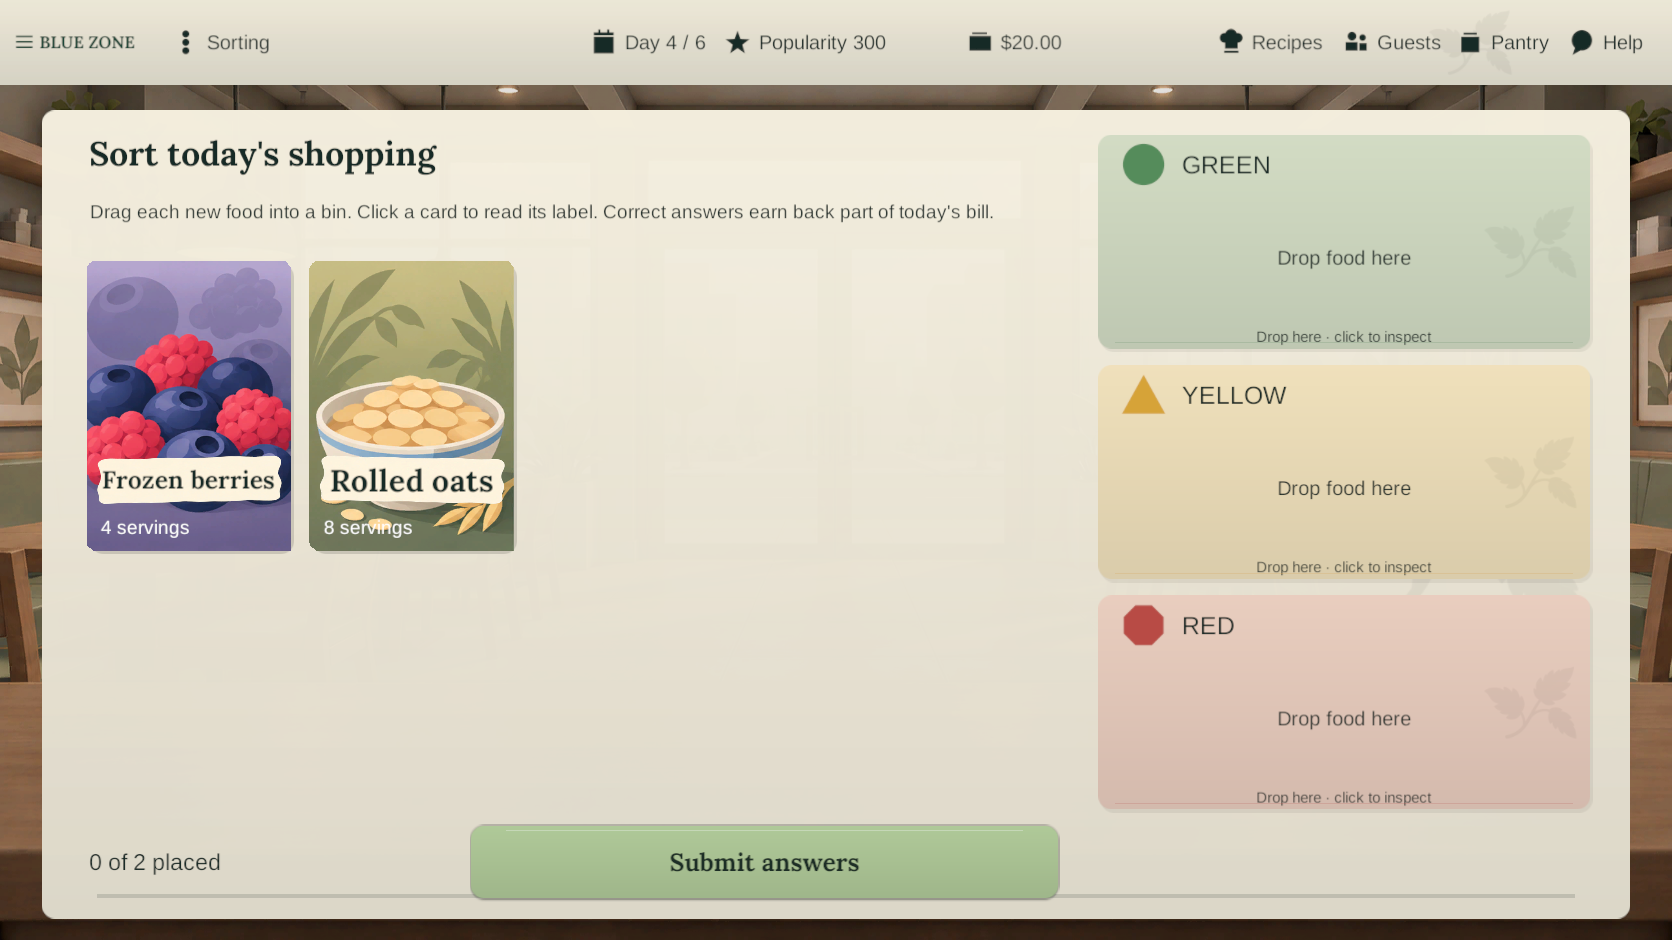 BLUE ZONE
Sorting
Day 4 / 6
Popularity 300
$20.00
Recipes
Guests
Pantry
Help
Sort today's shopping
Drag each new food into a bin. Click a card to read its label. Correct answers earn back part of today's bill.
Frozen berries
4 servings
Rolled oats
8 servings
GREEN
Drop food here
Drop here · click to inspect
YELLOW
Drop food here
Drop here · click to inspect
RED
Drop food here
Drop here · click to inspect
0 of 2 placed
Submit answers